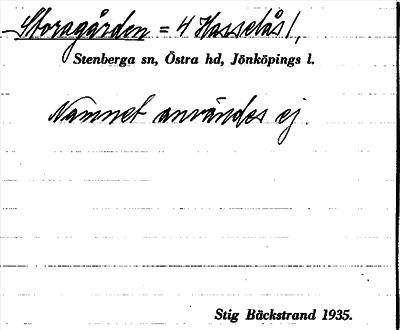 Storagården = 4 Hasselås 1,
Stenberga sn, Östra hd, Jönköpings l.
Namnet användes ej.
Stig Bäckstrand 1935.